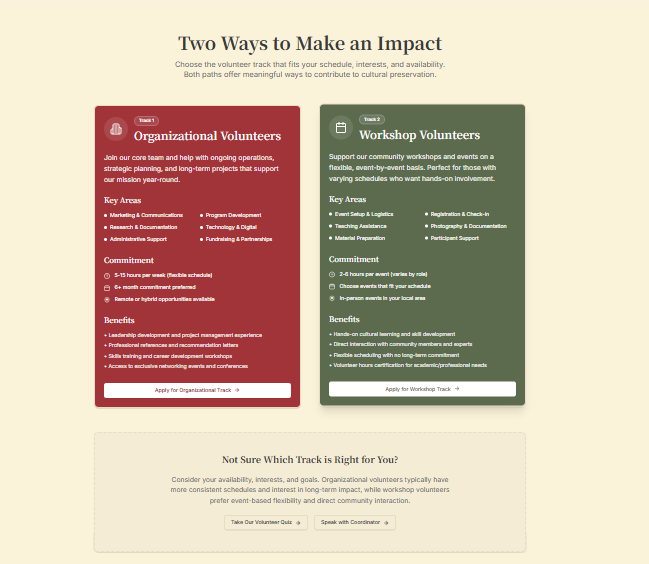 Two Ways to Make an Impact
Choose the volunteer track that fits your schedule, interests, and availability.
Both paths offer meaningful ways to contribute to cultural preservation.
Track 1
Organizational Volunteers
Join our core team and help with ongoing operations,
strategic planning, and long-term projects that support
our mission year-round.
Key Areas
Marketing & Communications
Program Development
Research & Documentation
Technology & Digital
Administrative Support
Fundraising & Partnerships
Commitment
5-15 hours per week (flexible schedule)
6+ month commitment preferred
Remote or hybrid opportunities available
Benefits
+ Leadership development and project management experience
+ Professional references and recommendation letters
+ Skills training and career development workshops
+ Access to exclusive networking events and conferences
Apply for Organizational Track →
Track 2
Workshop Volunteers
Support our community workshops and events on a
flexible, event-by-event basis. Perfect for those with
varying schedules who want hands-on involvement.
Key Areas
Event Setup & Logistics
Registration & Check-in
Teaching Assistance
Photography & Documentation
Material Preparation
Participant Support
Commitment
2-6 hours per event (varies by role)
Choose events that fit your schedule
In-person events in your local area
Benefits
+ Hands-on cultural learning and skill development
+ Direct interaction with community members and experts
+ Flexible scheduling with no long-term commitment
+ Volunteer hours certification for academic/professional needs
Apply for Workshop Track →
Not Sure Which Track is Right for You?
Consider your availability, interests, and goals. Organizational volunteers typically have
more consistent schedules and interest in long-term impact, while workshop volunteers
prefer event-based flexibility and direct community interaction.
Take Our Volunteer Quiz →
Speak with Coordinator →